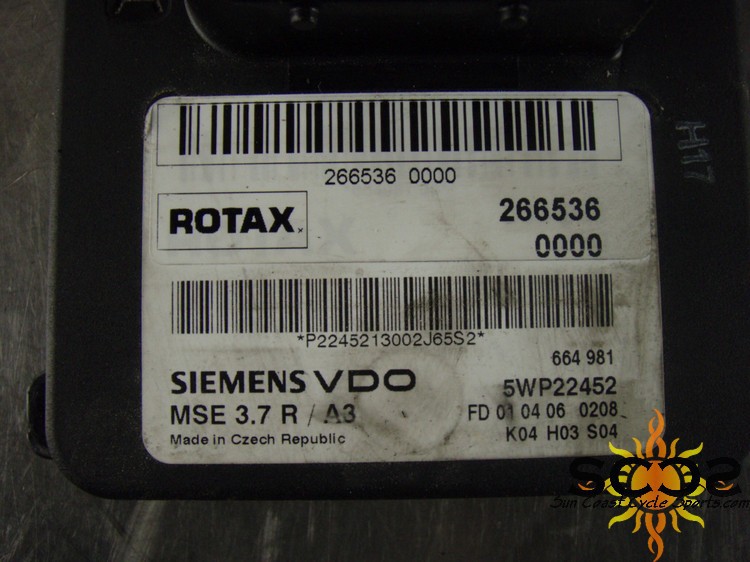 266536 0000
ROTAX
266536
0000
*P2245213002J65S2*
664 981
SIEMENS VDO
5WP22452
MSE 3.7 R / A3
FD 01 04 06 0208
Made in Czech Republic
K04 H03 S04
H17
SCCS
Sun Coast Cycle Sports.com